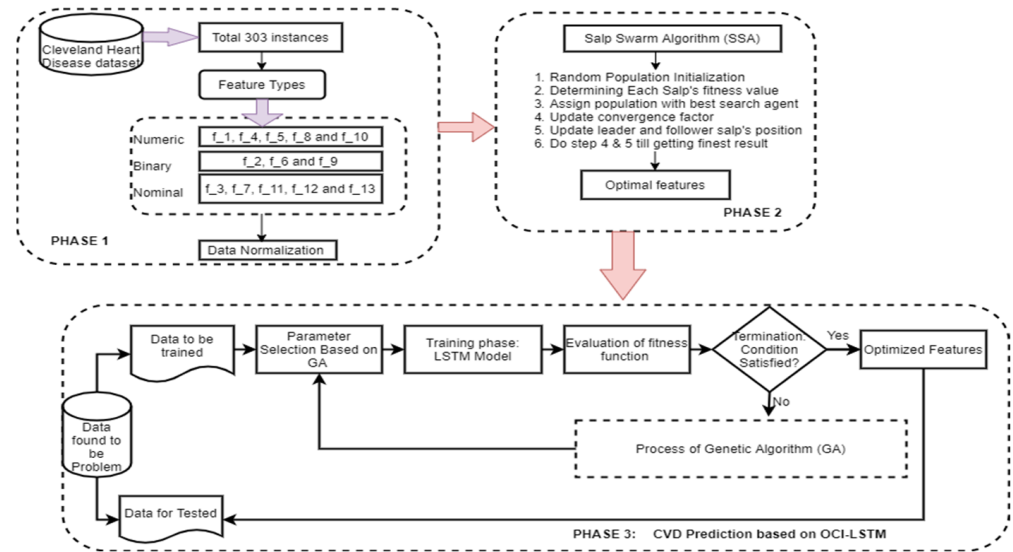 Cleveland Heart
Disease dataset
Total 303 instances
Feature Types
Numeric
f_1, f_4, f_5, f_8 and f_10
Binary
f_2, f_6 and f_9
Nominal
f_3, f_7, f_11, f_12 and f_13
PHASE 1
Data Normalization
Salp Swarm Algorithm (SSA)
1. Random Population Initialization
2. Determining Each Salp's fitness value
3. Assign population with best search agent
4. Update convergence factor
5. Update leader and follower salp's position
6. Do step 4 & 5 till getting finest result
Optimal features
PHASE 2
Data found to
be
Problem
Data to be
trained
Parameter
Selection Based on
GA
Training phase:
LSTM Model
Evaluation of fitness
function
Termination:
Condition
Satisfied?
Yes
Optimized Features
No
Process of Genetic Algorithm (GA)
Data for Tested
PHASE 3: CVD Prediction based on OCI-LSTM